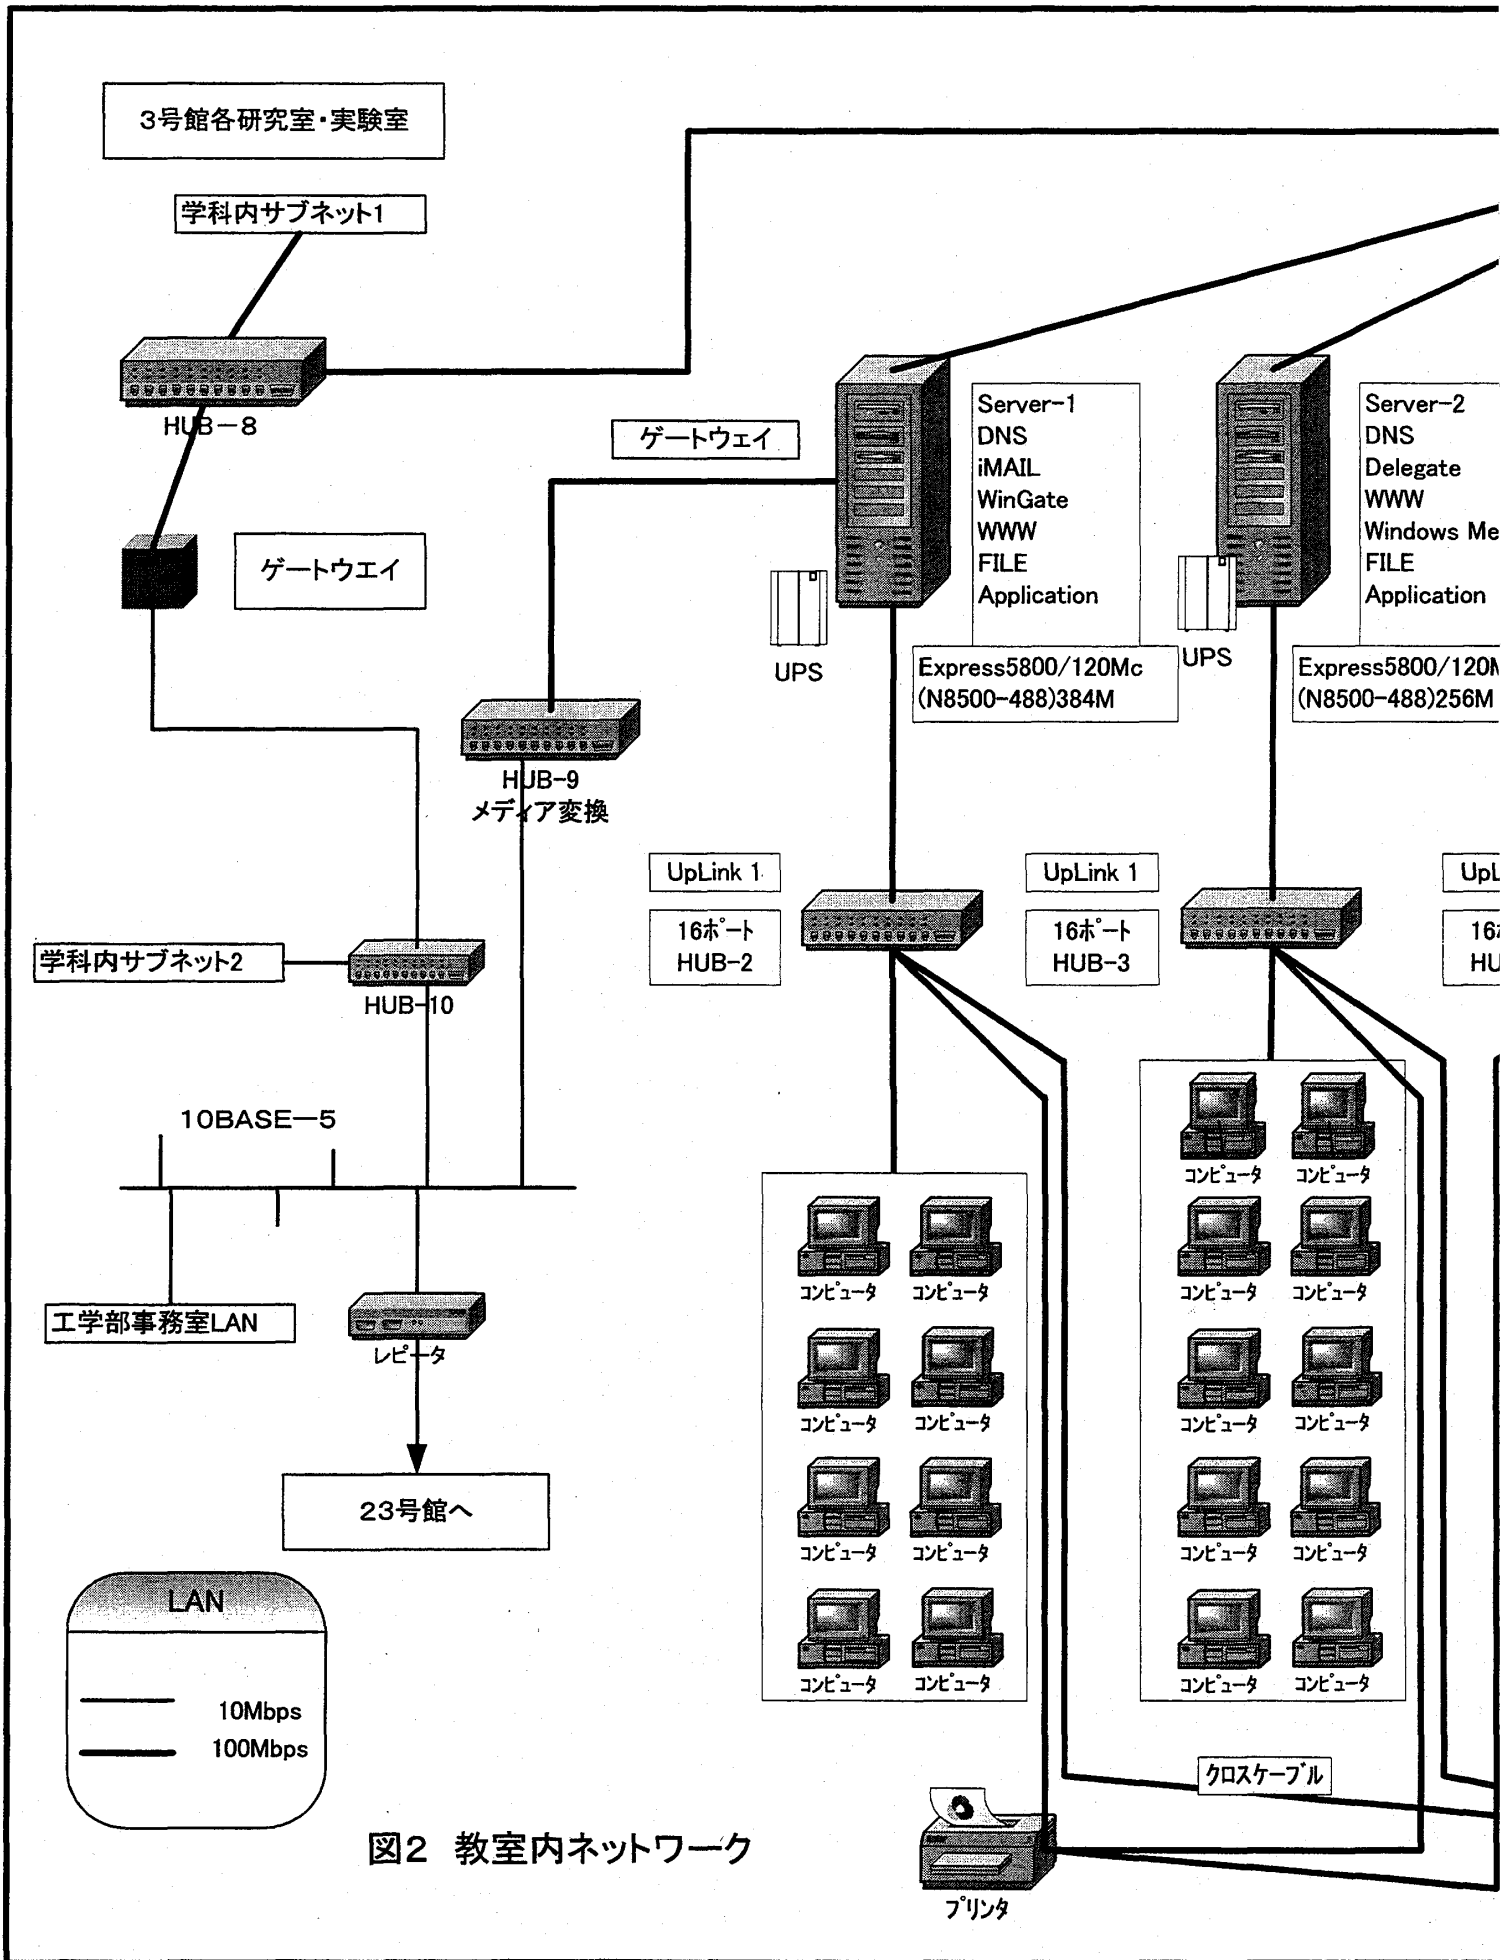 3号館各研究室・実験室
学科内サブネット1
HUB－8
ゲートウエイ
ゲートウェイ
Server-1
DNS
iMAIL
WinGate
WWW
FILE
Application
UPS
Express5800/120Mc
(N8500-488)384M
Server-2
DNS
Delegate
WWW
Windows Me
FILE
Application
UPS
Express5800/120M
(N8500-488)256M
HUB-9
メディア変換
UpLink 1
16ポート
HUB-2
UpLink 1
16ポート
HUB-3
UpL
16ポ
HU
学科内サブネット2
HUB-10
10BASE－5
工学部事務室LAN
レピータ
23号館へ
コンピュータ コンピュータ
コンピュータ コンピュータ
コンピュータ コンピュータ
コンピュータ コンピュータ
コンピュータ コンピュータ
コンピュータ コンピュータ
コンピュータ コンピュータ
コンピュータ コンピュータ
コンピュータ コンピュータ
LAN
10Mbps
100Mbps
クロスケーブル
プリンタ
図2 教室内ネットワーク